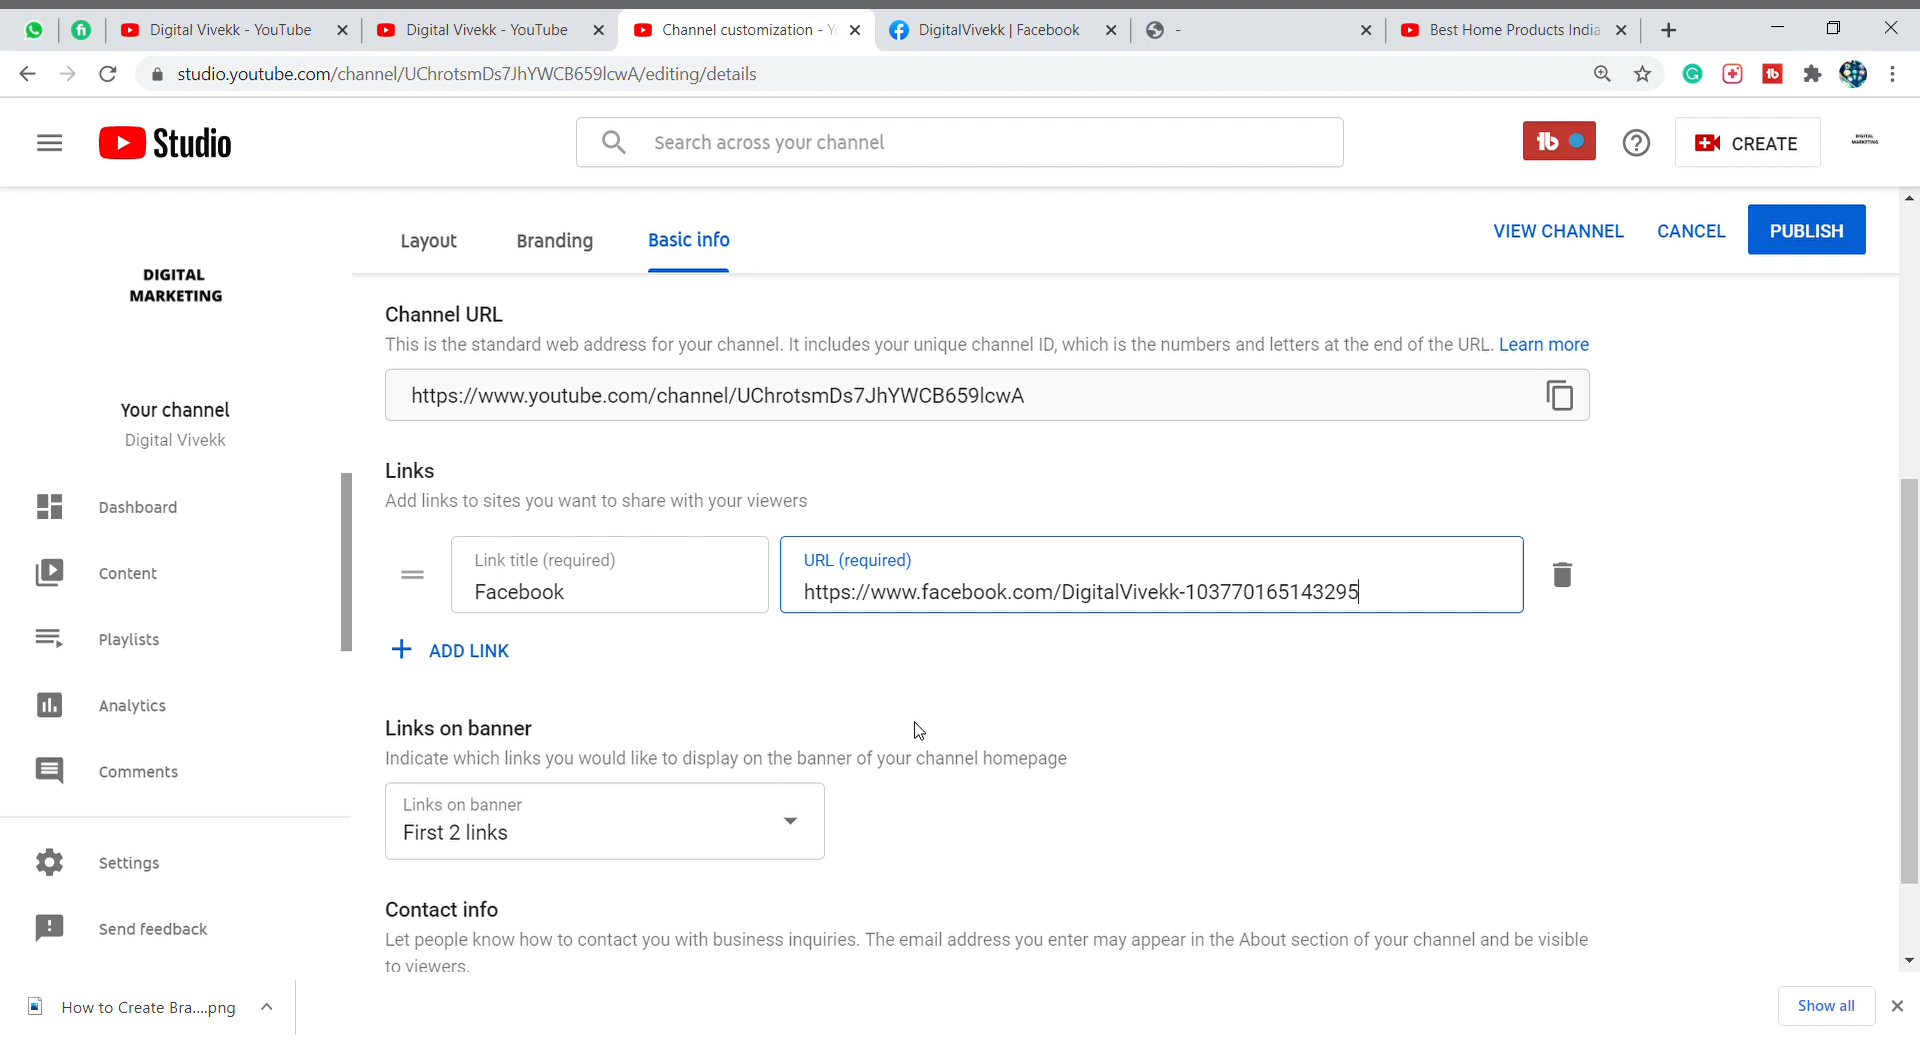 Digital Vivekk - YouTube
Digital Vivekk - YouTube
Channel customization - Yo
DigitalVivekk | Facebook
-
Best Home Products India
studio.youtube.com/channel/UChrotsmDs7JhYWCB659lcwA/editing/details
Studio
Search across your channel
tb
CREATE
DIGITAL
MARKETING
Layout
Branding
Basic info
VIEW CHANNEL
CANCEL
PUBLISH
DIGITAL
MARKETING
Your channel
Digital Vivekk
Dashboard
Content
Playlists
Analytics
Comments
Settings
Send feedback
Channel URL
This is the standard web address for your channel. It includes your unique channel ID, which is the numbers and letters at the end of the URL. Learn more
https://www.youtube.com/channel/UChrotsmDs7JhYWCB659lcwA
Links
Add links to sites you want to share with your viewers
Link title (required)
Facebook
URL (required)
https://www.facebook.com/DigitalVivekk-103770165143295
+ ADD LINK
Links on banner
Indicate which links you would like to display on the banner of your channel homepage
Links on banner
First 2 links
Contact info
Let people know how to contact you with business inquiries. The email address you enter may appear in the About section of your channel and be visible
to viewers.
How to Create Bra....png
Show all